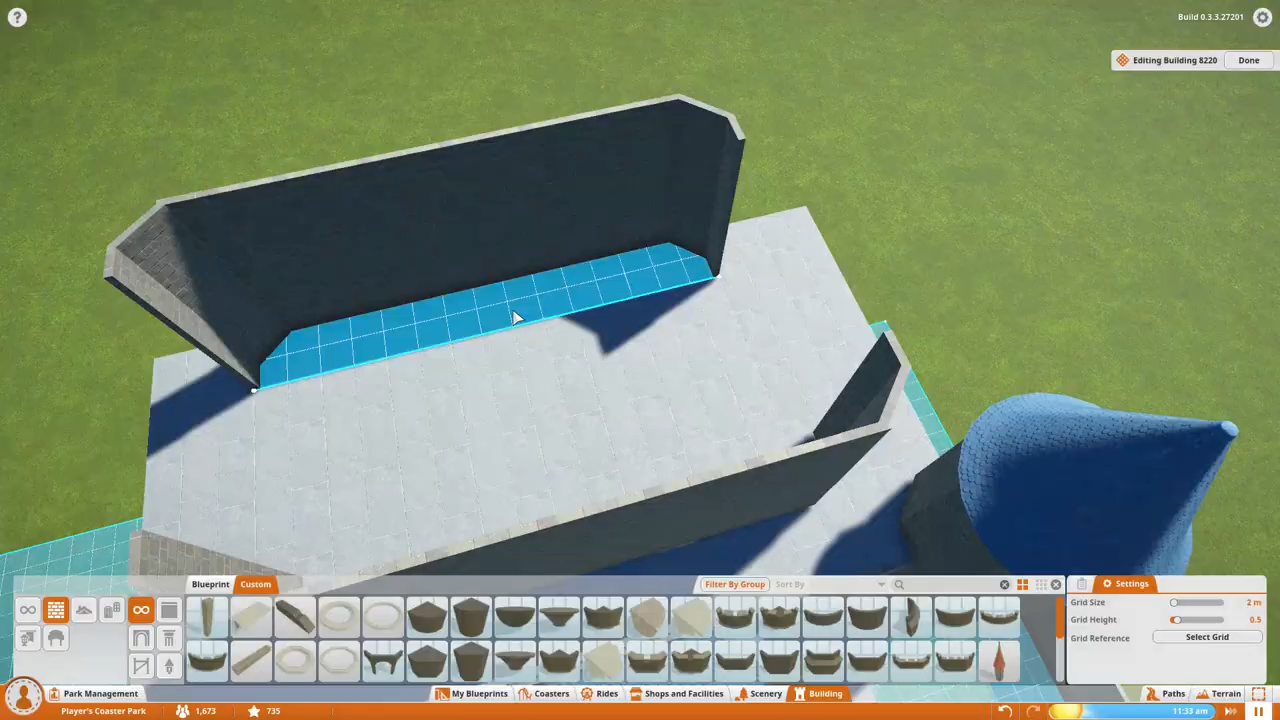 ?
Build 0.3.3.27201
Editing Building 8220
Done
Blueprint
Custom
Filter By Group
Sort By
Settings
Grid Size
2 m
Grid Height
0.5
Grid Reference
Select Grid
Park Management
My Blueprints
Coasters
Rides
Shops and Facilities
Scenery
Building
Paths
Terrain
Player's Coaster Park
1,673
735
11:33 am